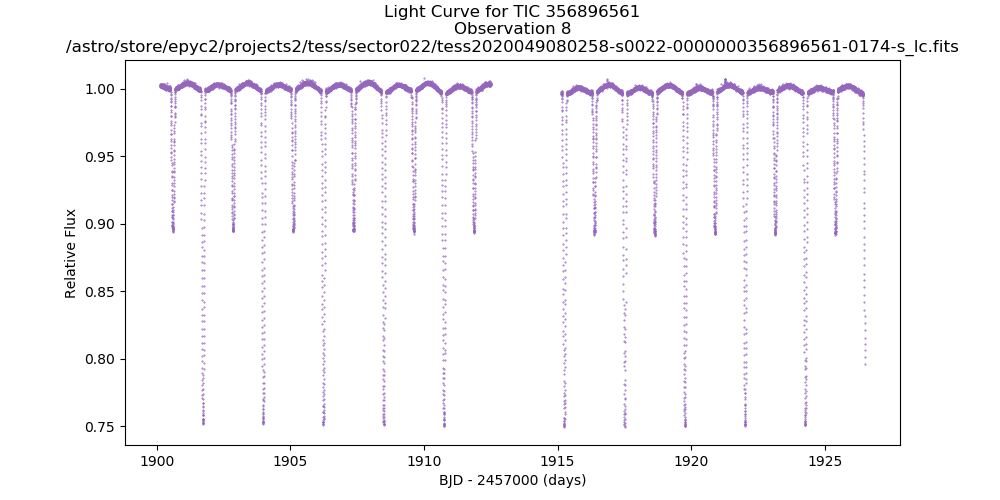 Light Curve for TIC 356896561
Observation 8
/astro/store/epyc2/projects2/tess/sector022/tess2020049080258-s0022-0000000356896561-0174-s_lc.fits
1.00
0.95
0.90
0.85
0.80
0.75
Relative Flux
1900
1905
1910
1915
1920
1925
BJD - 2457000 (days)